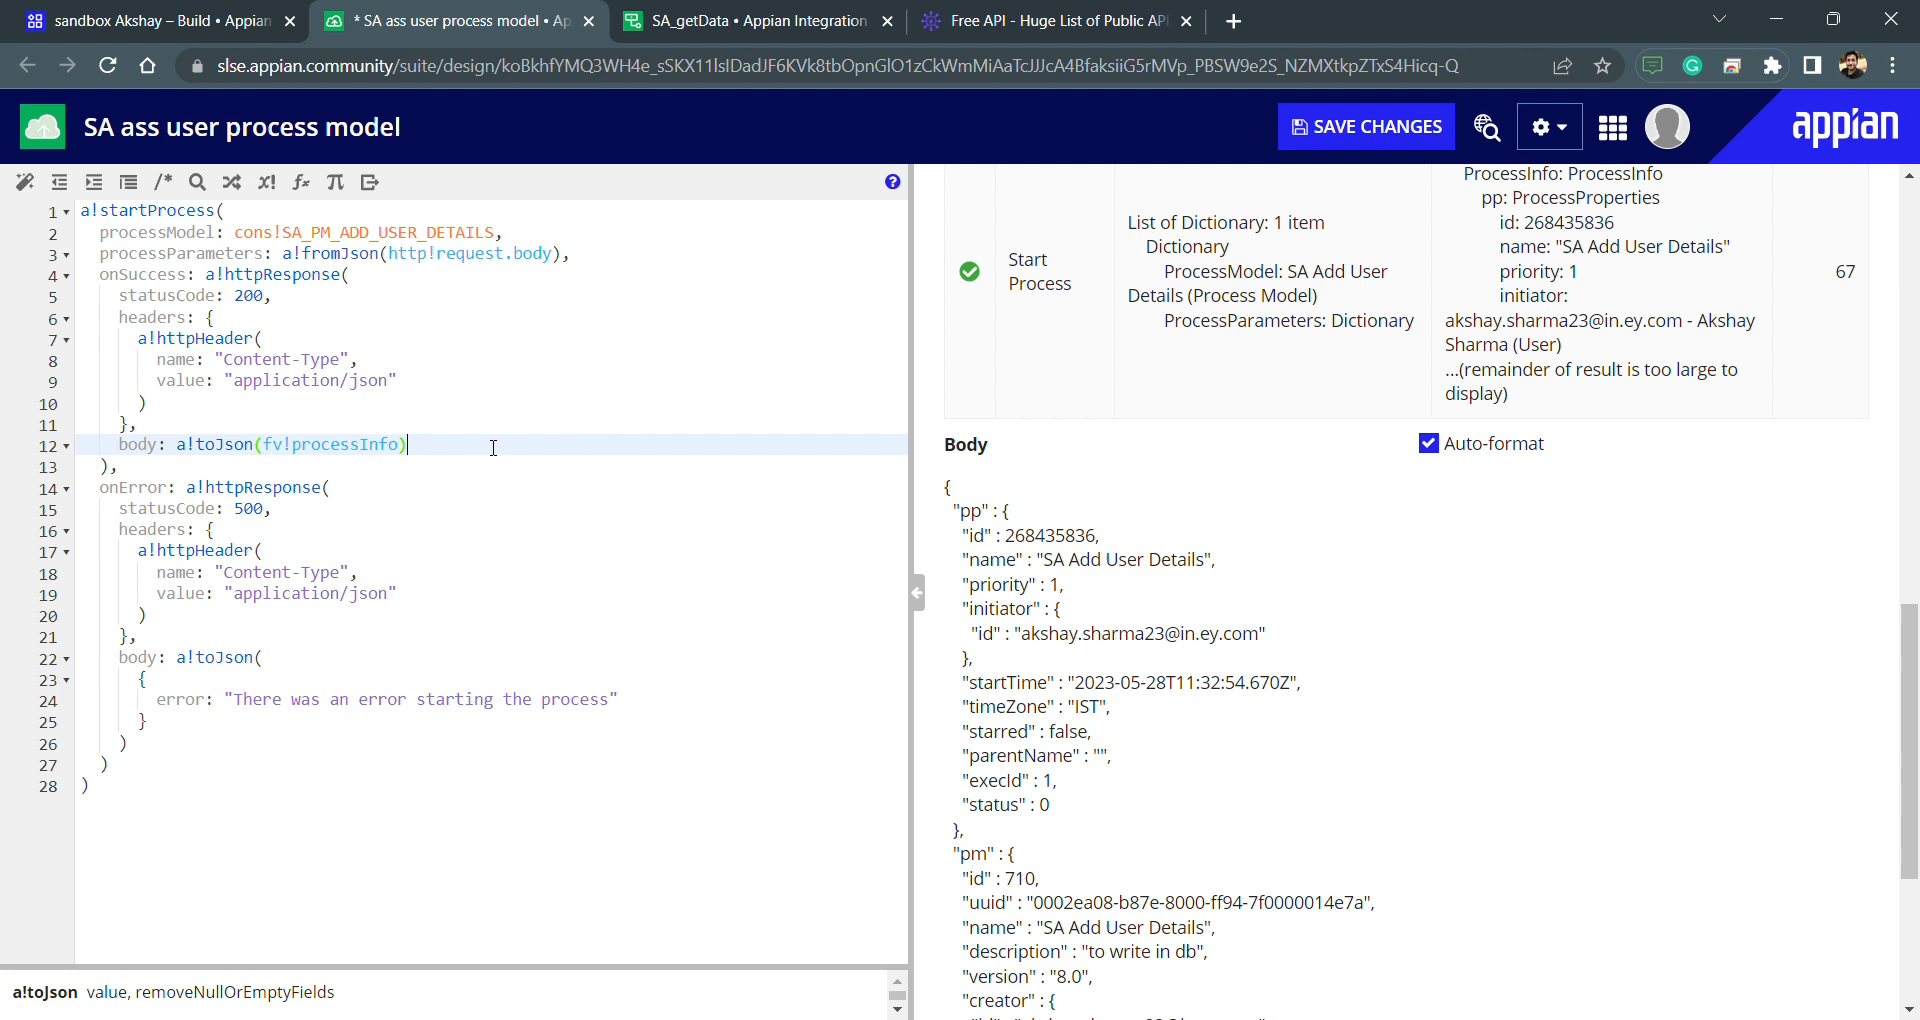 sandbox Akshay – Build • Appian
* SA ass user process model • Ap
SA_getData • Appian Integration
Free API - Huge List of Public AP
slse.appian.community/suite/design/
SA ass user process model
SAVE CHANGES
appian
1 a!startProcess(
2 processModel: cons!SA_PM_ADD_USER_DETAILS,
3 processParameters: a!fromJson(http!request.body),
4 onSuccess: a!httpResponse(
5 statusCode: 200,
6 headers: {
7 a!httpHeader(
8 name: "Content-Type",
9 value: "application/json"
10 )
11 },
12 body: a!toJson(fv!processInfo)
13 ),
14 onError: a!httpResponse(
15 statusCode: 500,
16 headers: {
17 a!httpHeader(
18 name: "Content-Type",
19 value: "application/json"
20 )
21 },
22 body: a!toJson(
23 {
24 error: "There was an error starting the process"
25 }
26 )
27 )
28 )
a!toJson value, removeNullOrEmptyFields
Start
Process
List of Dictionary: 1 item
Dictionary
ProcessModel: SA Add User
Details (Process Model)
ProcessParameters: Dictionary
ProcessInfo: ProcessInfo
pp: ProcessProperties
id: 268435836
name: "SA Add User Details"
priority: 1
initiator:
akshay.sharma23@in.ey.com - Akshay
Sharma (User)
...(remainder of result is too large to
display)
67
Body
Auto-format
{
"pp" : {
"id" : 268435836,
"name" : "SA Add User Details",
"priority" : 1,
"initiator" : {
"id" : "akshay.sharma23@in.ey.com"
},
"startTime" : "2023-05-28T11:32:54.670Z",
"timeZone" : "IST",
"starred" : false,
"parentName" : "",
"execId" : 1,
"status" : 0
},
"pm" : {
"id" : 710,
"uuid" : "0002ea08-b87e-8000-ff94-7f0000014e7a",
"name" : "SA Add User Details",
"description" : "to write in db",
"version" : "8.0",
"creator" : {